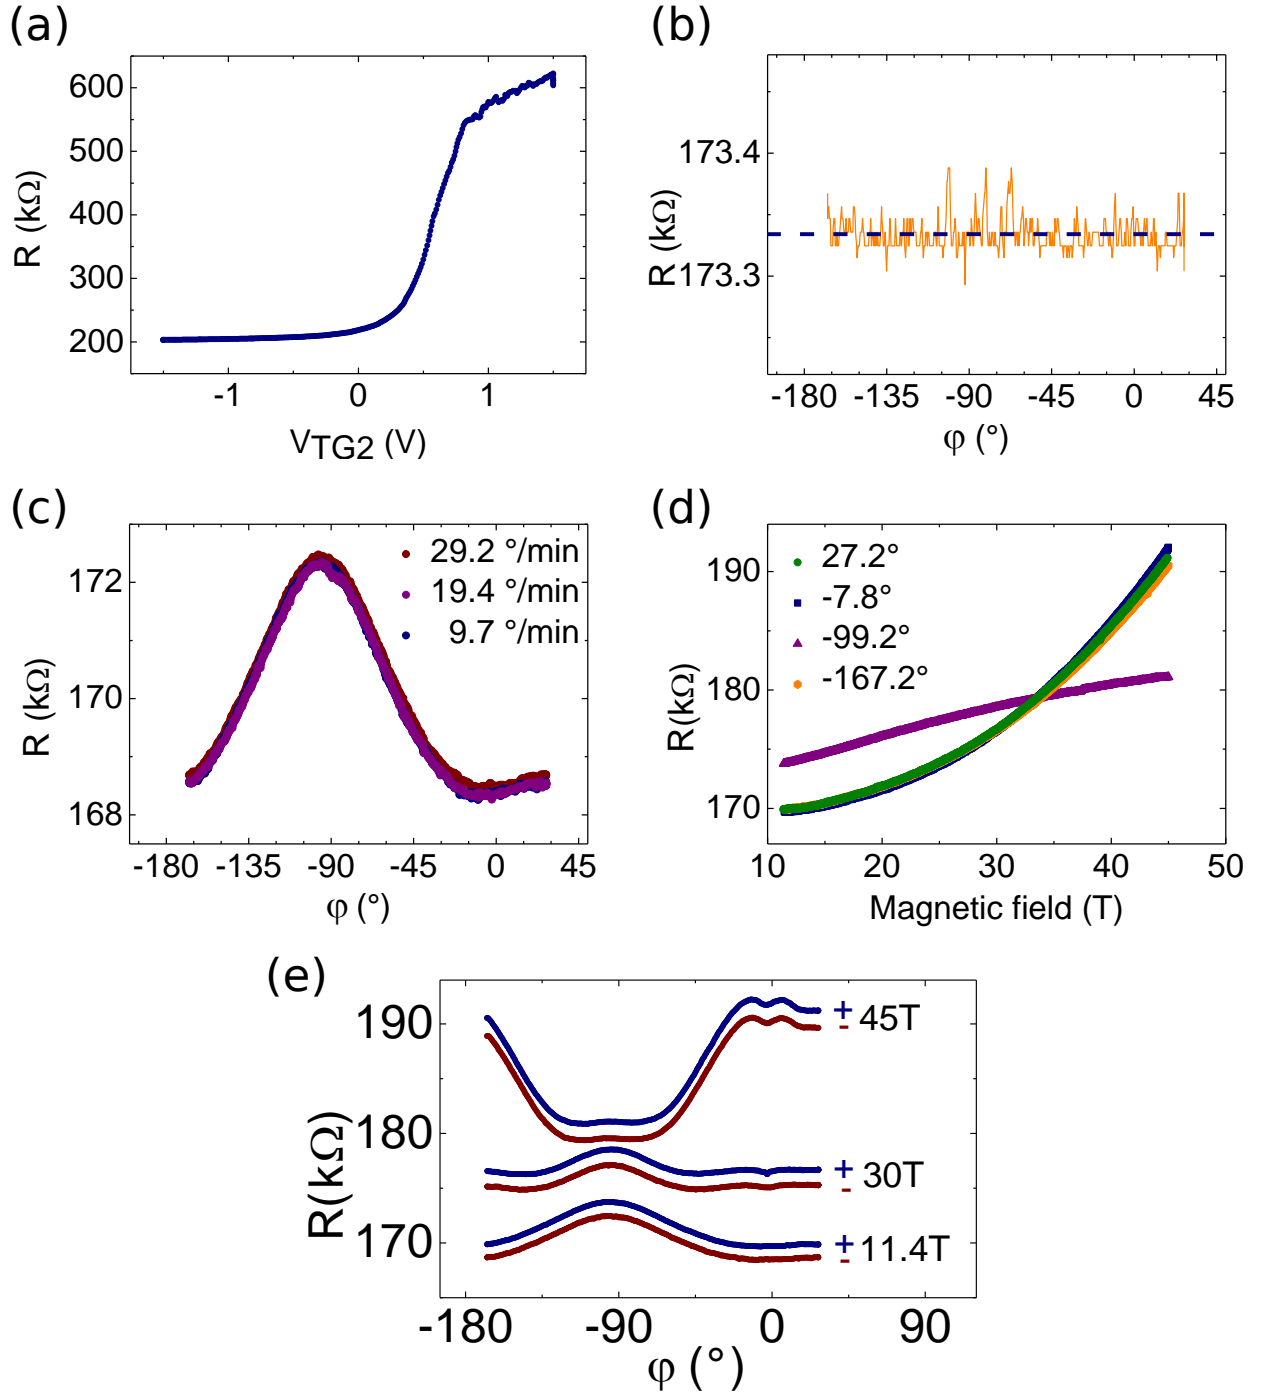 (a)
600
500
400
300
200
R (kΩ)
-1 0 1
VTG2 (V)
(b)
173.4
173.3
R (kΩ)
-180 -135 -90 -45 0 45
φ (°)
(c)
29.2 °/min
19.4 °/min
9.7 °/min
172
170
168
R (kΩ)
-180 -135 -90 -45 0 45
φ (°)
(d)
27.2°
-7.8°
-99.2°
-167.2°
190
180
170
R(kΩ)
10 20 30 40 50
Magnetic field (T)
(e)
190
180
170
R(kΩ)
+
- 45T
+
- 30T
+
- 11.4T
-180 -90 0 90
φ (°)